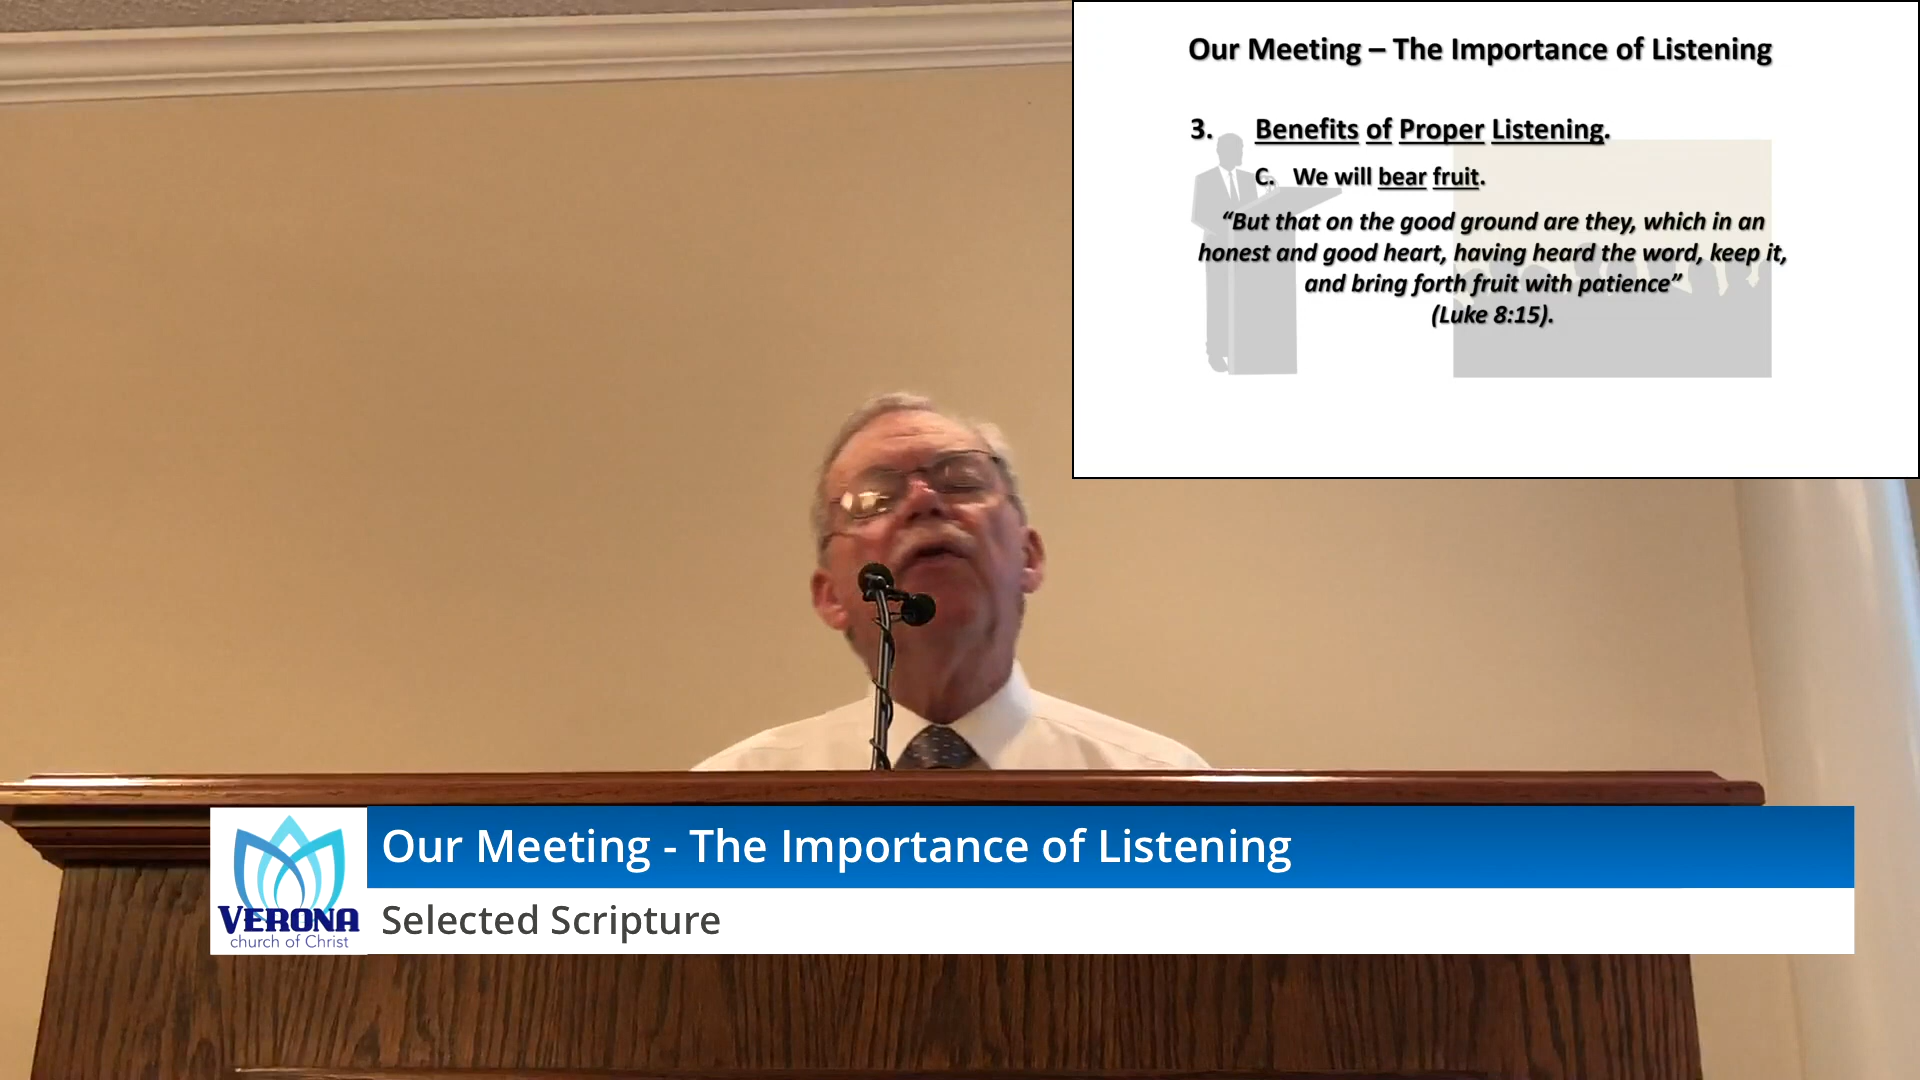 Our Meeting – The Importance of Listening
3. Benefits of Proper Listening.
C. We will bear fruit.
“But that on the good ground are they, which in an
honest and good heart, having heard the word, keep it,
and bring forth fruit with patience”
(Luke 8:15).
Our Meeting - The Importance of Listening
VERONA
church of Christ
Selected Scripture